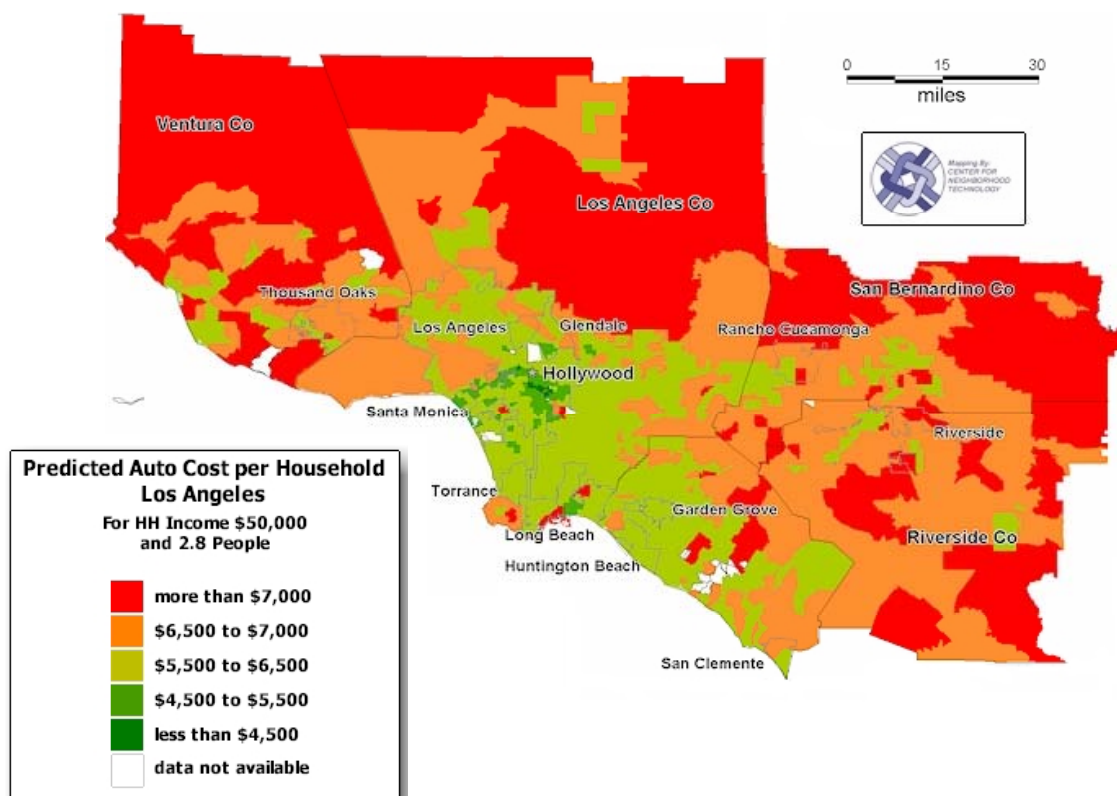 0 15 30
miles
Ventura Co
Mapping By
CENTER FOR
NEIGHBORHOOD
TECHNOLOGY
Los Angeles Co
Thousand Oaks
San Bernardino Co
Los Angeles
Glendale
Rancho Cucamonga
Hollywood
Santa Monica
Riverside
Torrance
Garden Grove
Long Beach
Riverside Co
Huntington Beach
San Clemente
Predicted Auto Cost per Household
Los Angeles
For HH Income $50,000
and 2.8 People
more than $7,000
$6,500 to $7,000
$5,500 to $6,500
$4,500 to $5,500
less than $4,500
data not available